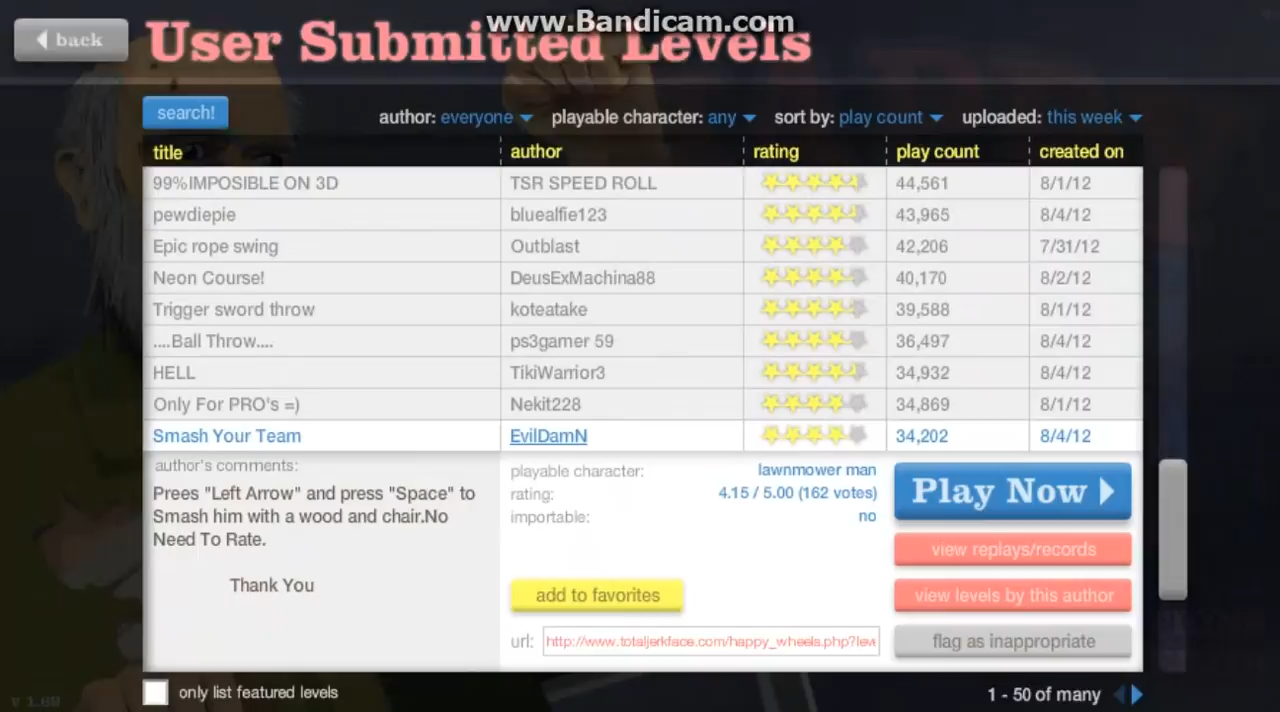 www.Bandicam.com
back
User Submitted Levels
search!
author: everyone playable character: any sort by: play count uploaded: this week
title author rating play count created on
99%IMPOSIBLE ON 3D TSR SPEED ROLL 44,561 8/1/12
pewdiepie bluealfie123 43,965 8/4/12
Epic rope swing Outblast 42,206 7/31/12
Neon Course! DeusExMachina88 40,170 8/2/12
Trigger sword throw koteatake 39,588 8/1/12
....Ball Throw.... ps3gamer 59 36,497 8/4/12
HELL TikiWarrior3 34,932 8/4/12
Only For PRO's =) Nekit228 34,869 8/1/12
Smash Your Team EvilDamN 34,202 8/4/12
author's comments:
Prees "Left Arrow" and press "Space" to
Smash him with a wood and chair.No
Need To Rate.
Thank You
playable character: lawnmower man
rating: 4.15 / 5.00 (162 votes)
importable: no
add to favorites
url: http://www.totaljerkface.com/happy_wheels.php?lev
Play Now
view replays/records
view levels by this author
flag as inappropriate
v 1.69
only list featured levels
1 - 50 of many